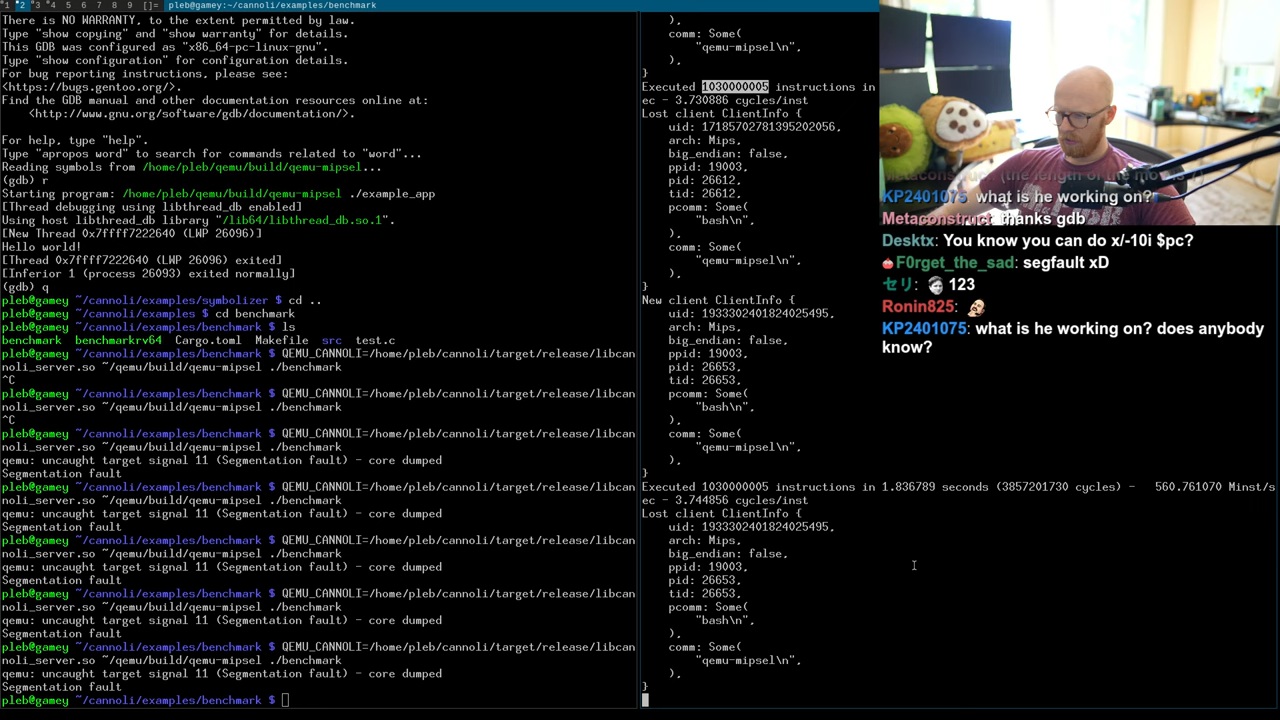 1 2 3 4 5 6 7 8 9 []= pleb@gamey:~/cannoli/examples/benchmark
There is NO WARRANTY, to the extent permitted by law.
Type "show copying" and "show warranty" for details.
This GDB was configured as "x86_64-pc-linux-gnu".
Type "show configuration" for configuration details.
For bug reporting instructions, please see:
<https://bugs.gentoo.org/>.
Find the GDB manual and other documentation resources online at:
    <http://www.gnu.org/software/gdb/documentation/>.
For help, type "help".
Type "apropos word" to search for commands related to "word"...
Reading symbols from /home/pleb/qemu/build/qemu-mipsel...
(gdb) r
Starting program: /home/pleb/qemu/build/qemu-mipsel ./example_app
[Thread debugging using libthread_db enabled]
Using host libthread_db library "/lib64/libthread_db.so.1".
[New Thread 0x7ffff7222640 (LWP 26096)]
Hello world!
[Thread 0x7ffff7222640 (LWP 26096) exited]
[Inferior 1 (process 26093) exited normally]
(gdb) q
pleb@gamey ~/cannoli/examples/symbolizer $ cd ..
pleb@gamey ~/cannoli/examples $ cd benchmark
pleb@gamey ~/cannoli/examples/benchmark $ ls
benchmark  benchmarkrv64  Cargo.toml  Makefile  src  test.c
pleb@gamey ~/cannoli/examples/benchmark $ QEMU_CANNOLI=/home/pleb/cannoli/target/release/libcan
noli_server.so ~/qemu/build/qemu-mipsel ./benchmark
^C
pleb@gamey ~/cannoli/examples/benchmark $ QEMU_CANNOLI=/home/pleb/cannoli/target/release/libcan
noli_server.so ~/qemu/build/qemu-mipsel ./benchmark
^C
pleb@gamey ~/cannoli/examples/benchmark $ QEMU_CANNOLI=/home/pleb/cannoli/target/release/libcan
noli_server.so ~/qemu/build/qemu-mipsel ./benchmark
qemu: uncaught target signal 11 (Segmentation fault) - core dumped
Segmentation fault
pleb@gamey ~/cannoli/examples/benchmark $ QEMU_CANNOLI=/home/pleb/cannoli/target/release/libcan
noli_server.so ~/qemu/build/qemu-mipsel ./benchmark
qemu: uncaught target signal 11 (Segmentation fault) - core dumped
Segmentation fault
pleb@gamey ~/cannoli/examples/benchmark $ QEMU_CANNOLI=/home/pleb/cannoli/target/release/libcan
noli_server.so ~/qemu/build/qemu-mipsel ./benchmark
qemu: uncaught target signal 11 (Segmentation fault) - core dumped
Segmentation fault
pleb@gamey ~/cannoli/examples/benchmark $ QEMU_CANNOLI=/home/pleb/cannoli/target/release/libcan
noli_server.so ~/qemu/build/qemu-mipsel ./benchmark
qemu: uncaught target signal 11 (Segmentation fault) - core dumped
Segmentation fault
pleb@gamey ~/cannoli/examples/benchmark $ QEMU_CANNOLI=/home/pleb/cannoli/target/release/libcan
noli_server.so ~/qemu/build/qemu-mipsel ./benchmark
qemu: uncaught target signal 11 (Segmentation fault) - core dumped
Segmentation fault
pleb@gamey ~/cannoli/examples/benchmark $
    ),
    comm: Some(
        "qemu-mipsel\n",
    ),
}
Executed 1030000005 instructions in
ec - 3.730886 cycles/inst
Lost client ClientInfo {
    uid: 17185702781395202056,
    arch: Mips,
    big_endian: false,
    ppid: 19003,
    pid: 26612,
    tid: 26612,
    pcomm: Some(
        "bash\n",
    ),
    comm: Some(
        "qemu-mipsel\n",
    ),
}
New client ClientInfo {
    uid: 1933302401824025495,
    arch: Mips,
    big_endian: false,
    ppid: 19003,
    pid: 26653,
    tid: 26653,
    pcomm: Some(
        "bash\n",
    ),
    comm: Some(
        "qemu-mipsel\n",
    ),
}
Executed 1030000005 instructions in 1.836789 seconds (3857201730 cycles) -   560.761070 Minst/s
ec - 3.744856 cycles/inst
Lost client ClientInfo {
    uid: 1933302401824025495,
    arch: Mips,
    big_endian: false,
    ppid: 19003,
    pid: 26653,
    tid: 26653,
    pcomm: Some(
        "bash\n",
    ),
    comm: Some(
        "qemu-mipsel\n",
    ),
}
KP2401075: what is he working on?
Metaconstruct: thanks gdb
Desktx: You know you can do x/-10i $pc?
F0rget_the_sad: segfault xD
セリ: 123
Ronin825:
KP2401075: what is he working on? does anybody
know?